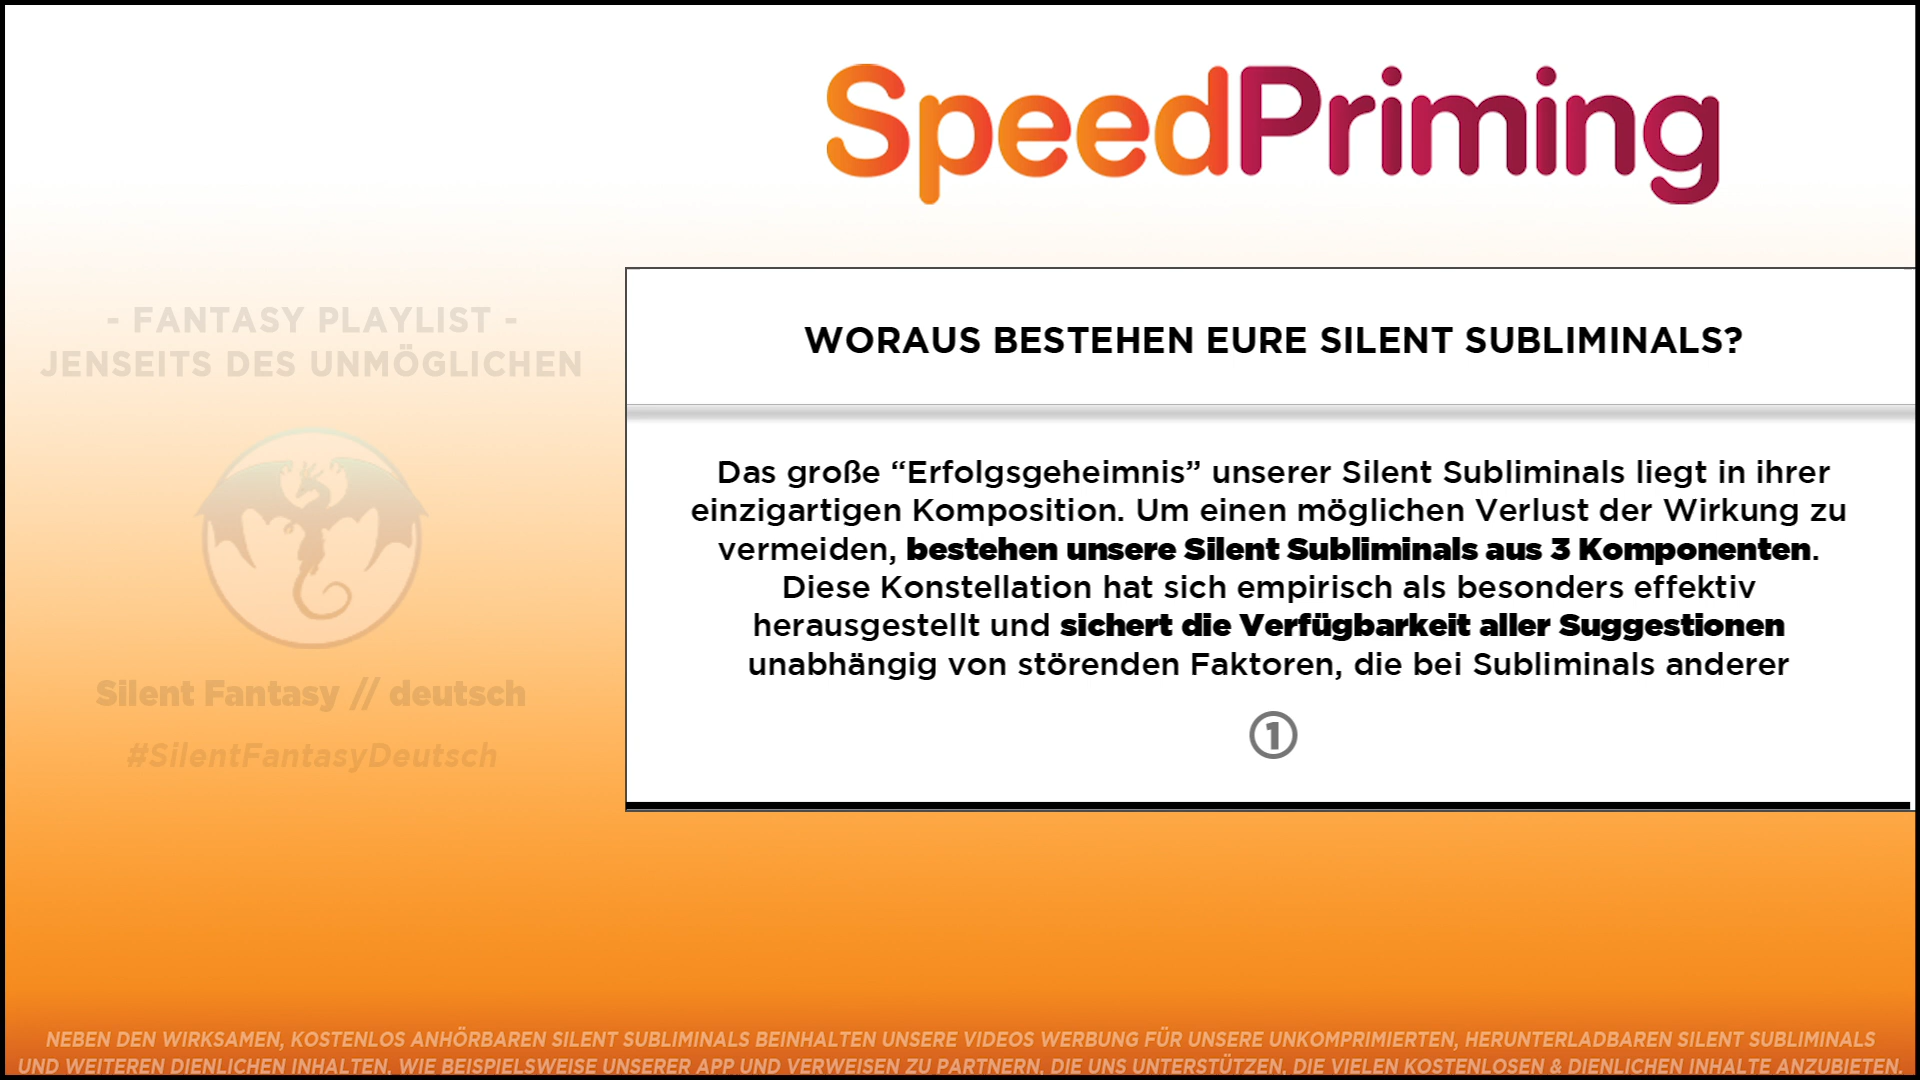 SpeedPriming
- FANTASY PLAYLIST -
JENSEITS DES UNMÖGLICHEN
Silent Fantasy // deutsch
#SilentFantasyDeutsch
WORAUS BESTEHEN EURE SILENT SUBLIMINALS?
Das große “Erfolgsgeheimnis” unserer Silent Subliminals liegt in ihrer
einzigartigen Komposition. Um einen möglichen Verlust der Wirkung zu
vermeiden, bestehen unsere Silent Subliminals aus 3 Komponenten.
Diese Konstellation hat sich empirisch als besonders effektiv
herausgestellt und sichert die Verfügbarkeit aller Suggestionen
unabhängig von störenden Faktoren, die bei Subliminals anderer
①
NEBEN DEN WIRKSAMEN, KOSTENLOS ANHÖRBAREN SILENT SUBLIMINALS BEINHALTEN UNSERE VIDEOS WERBUNG FÜR UNSERE UNKOMPRIMIERTEN, HERUNTERLADBAREN SILENT SUBLIMINALS
UND WEITEREN DIENLICHEN INHALTEN, WIE BEISPIELSWEISE UNSERER APP UND VERWEISEN ZU PARTNERN, DIE UNS UNTERSTÜTZEN, DIE VIELEN KOSTENLOSEN & DIENLICHEN INHALTE ANZUBIETEN.